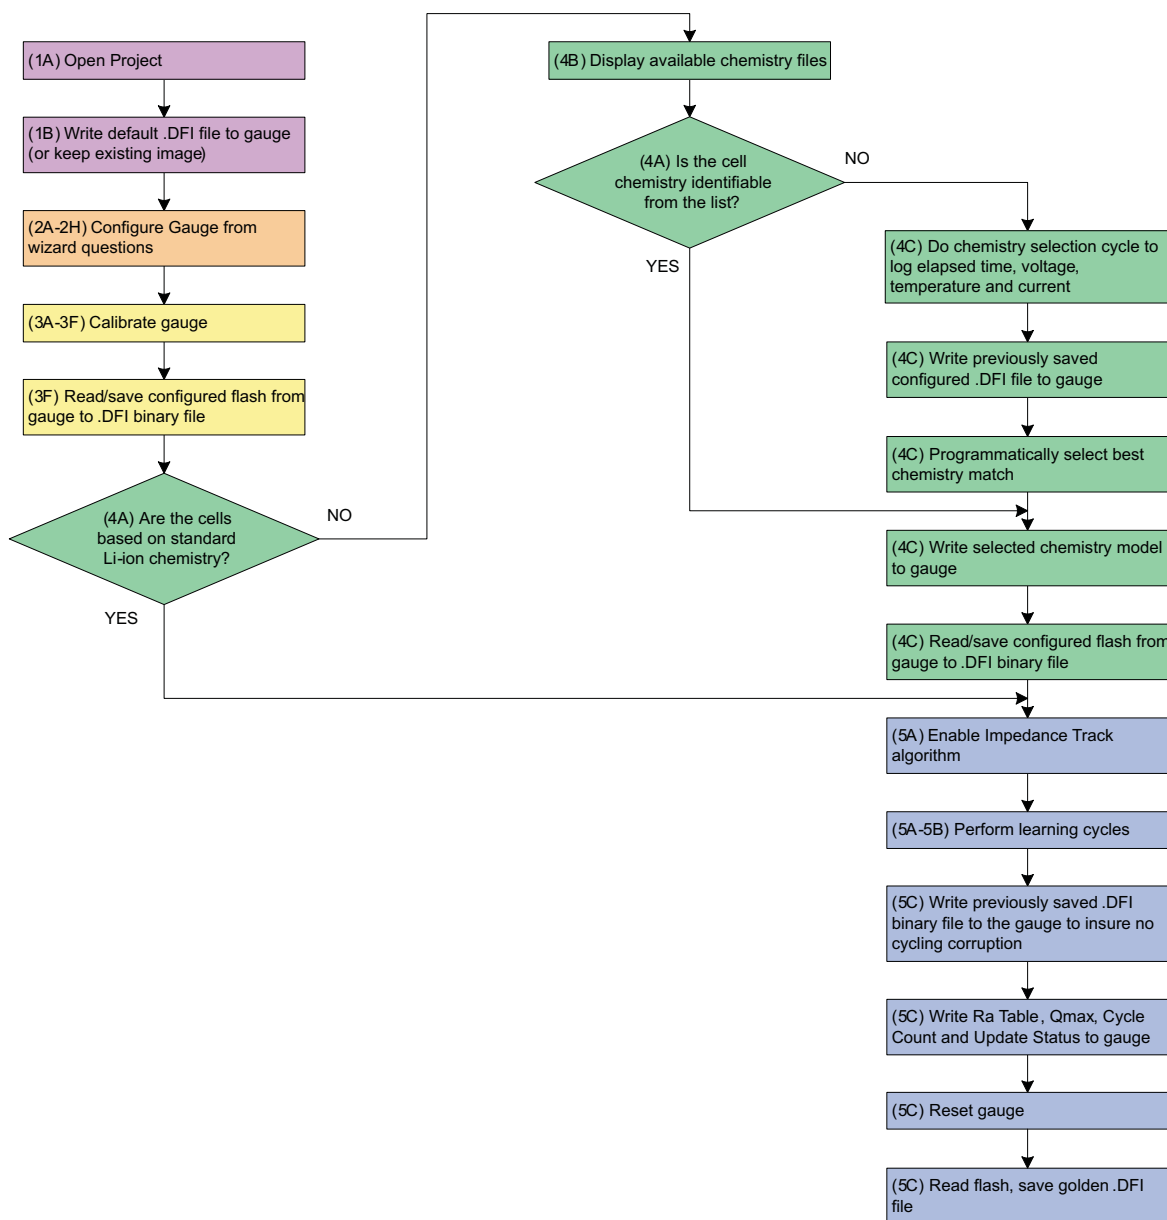 (1A) Open Project
(1B) Write default .DFI file to gauge
(or keep existing image)
(2A-2H) Configure Gauge from
wizard questions
(3A-3F) Calibrate gauge
(3F) Read/save configured flash from
gauge to .DFI binary file
(4A) Are the cells
based on standard
Li-ion chemistry?
NO
YES
(4B) Display available chemistry files
(4A) Is the cell
chemistry identifiable
from the list?
NO
YES
(4C) Do chemistry selection cycle to
log elapsed time, voltage,
temperature and current
(4C) Write previously saved
configured .DFI file to gauge
(4C) Programmatically select best
chemistry match
(4C) Write selected chemistry model
to gauge
(4C) Read/save configured flash from
gauge to .DFI binary file
(5A) Enable Impedance Track
algorithm
(5A-5B) Perform learning cycles
(5C) Write previously saved .DFI
binary file to the gauge to insure no
cycling corruption
(5C) Write Ra Table, Qmax, Cycle
Count and Update Status to gauge
(5C) Reset gauge
(5C) Read flash, save golden .DFI
file